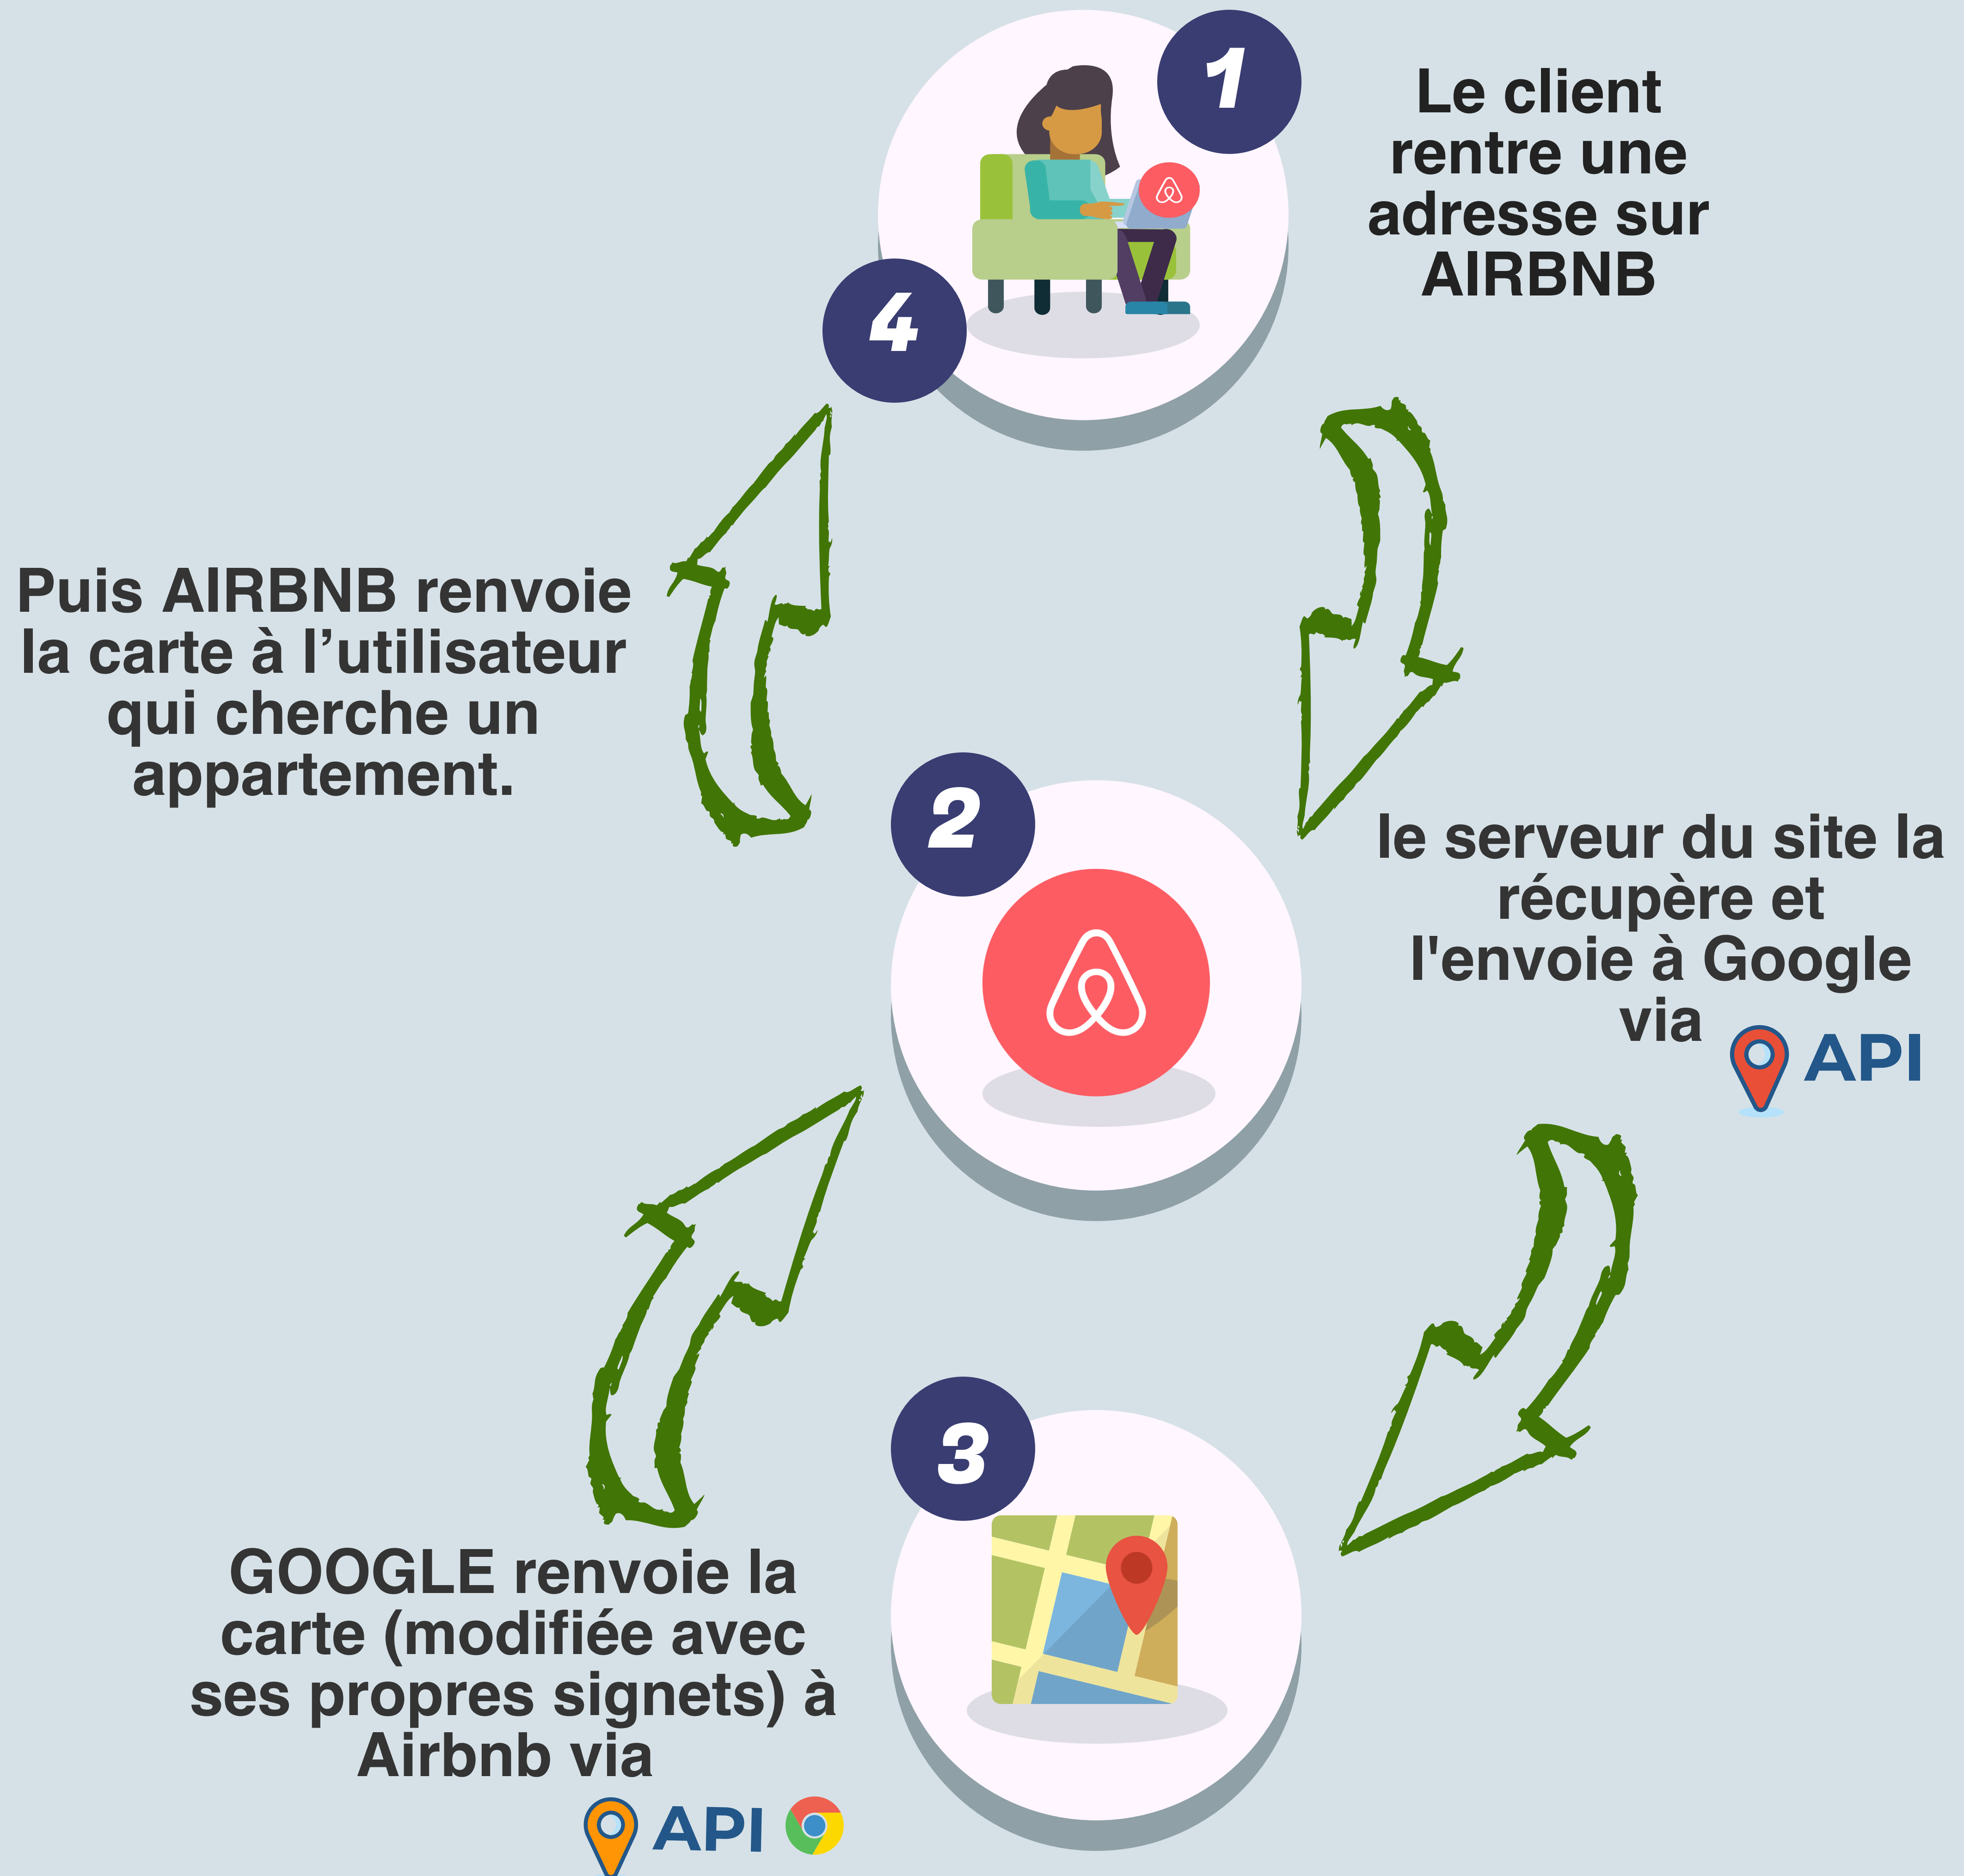 1
Le client
rentre une
adresse sur
AIRBNB
4
Puis AIRBNB renvoie
la carte à l’utilisateur
qui cherche un
appartement.
2
le serveur du site la
récupère et
l'envoie à Google
via
API
3
GOOGLE renvoie la
carte (modifiée avec
ses propres signets) à
Airbnb via
API